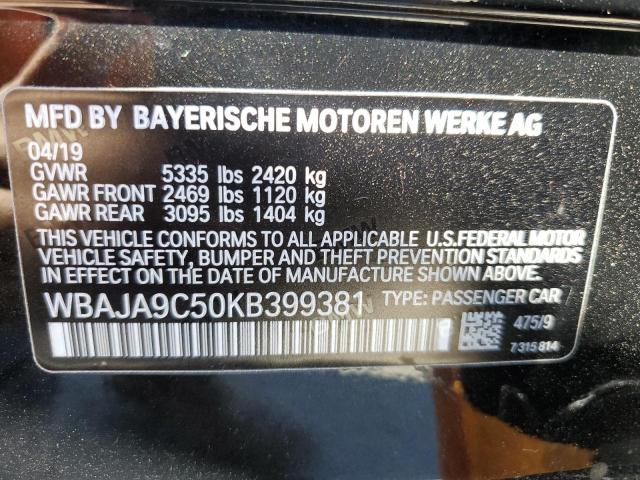 MFD BY BAYERISCHE MOTOREN WERKE AG
04/19
GVWR 5335 lbs 2420 kg
GAWR FRONT 2469 lbs 1120 kg
GAWR REAR 3095 lbs 1404 kg
THIS VEHICLE CONFORMS TO ALL APPLICABLE U.S. FEDERAL MOTOR
VEHICLE SAFETY, BUMPER AND THEFT PREVENTION STANDARDS
IN EFFECT ON THE DATE OF MANUFACTURE SHOWN ABOVE.
WBAJA9C50KB399381 TYPE: PASSENGER CAR
475/9
7 315 814